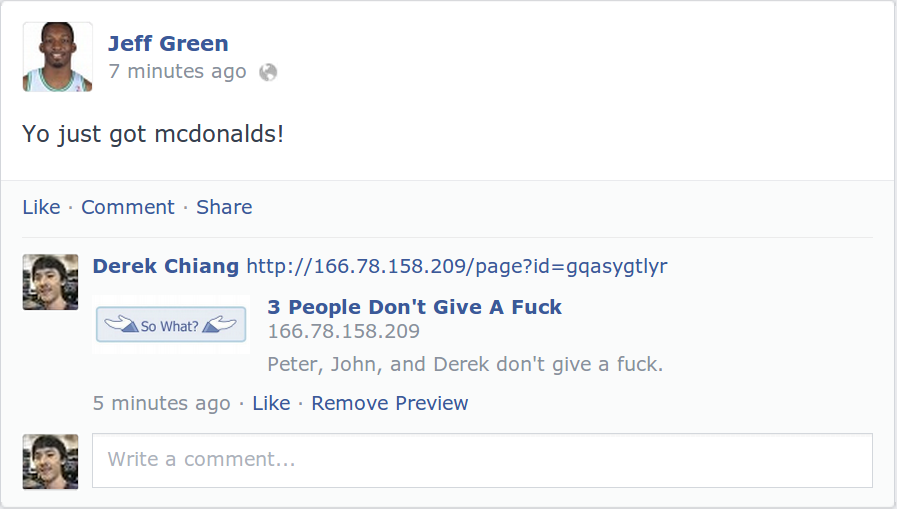 Jeff Green
7 minutes ago
Yo just got mcdonalds!
Like · Comment · Share
Derek Chiang http://166.78.158.209/page?id=gqasygtlyr
So What?
3 People Don't Give A Fuck
166.78.158.209
Peter, John, and Derek don't give a fuck.
5 minutes ago · Like · Remove Preview
Write a comment...